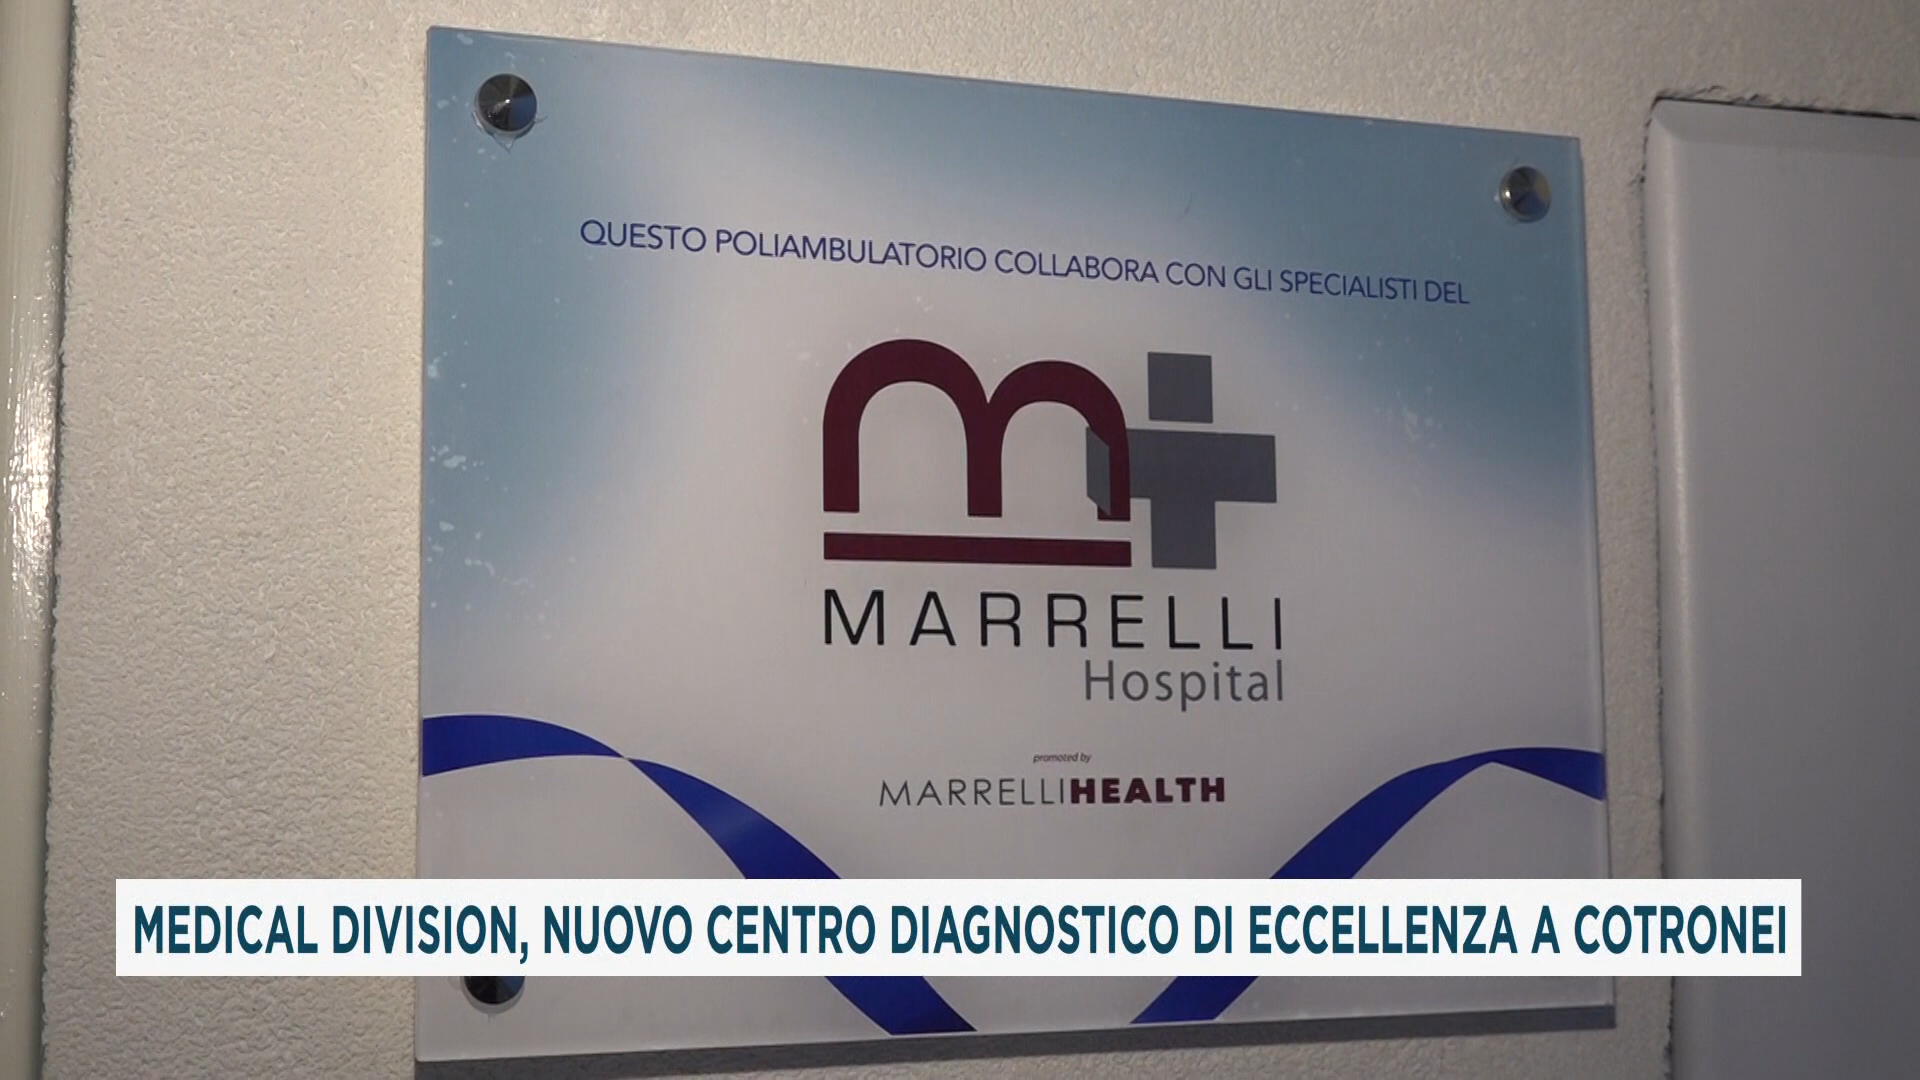 QUESTO POLIAMBULATORIO COLLABORA CON GLI SPECIALISTI DEL
m
MARRELLI
Hospital
promoted by
MARRELLIHEALTH
MEDICAL DIVISION, NUOVO CENTRO DIAGNOSTICO DI ECCELLENZA A COTRONEI